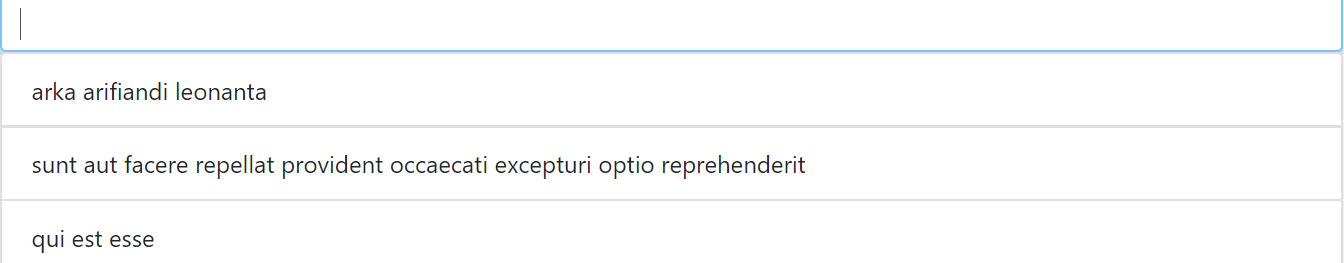 arka arifiandi leonanta
sunt aut facere repellat provident occaecati excepturi optio reprehenderit
qui est esse